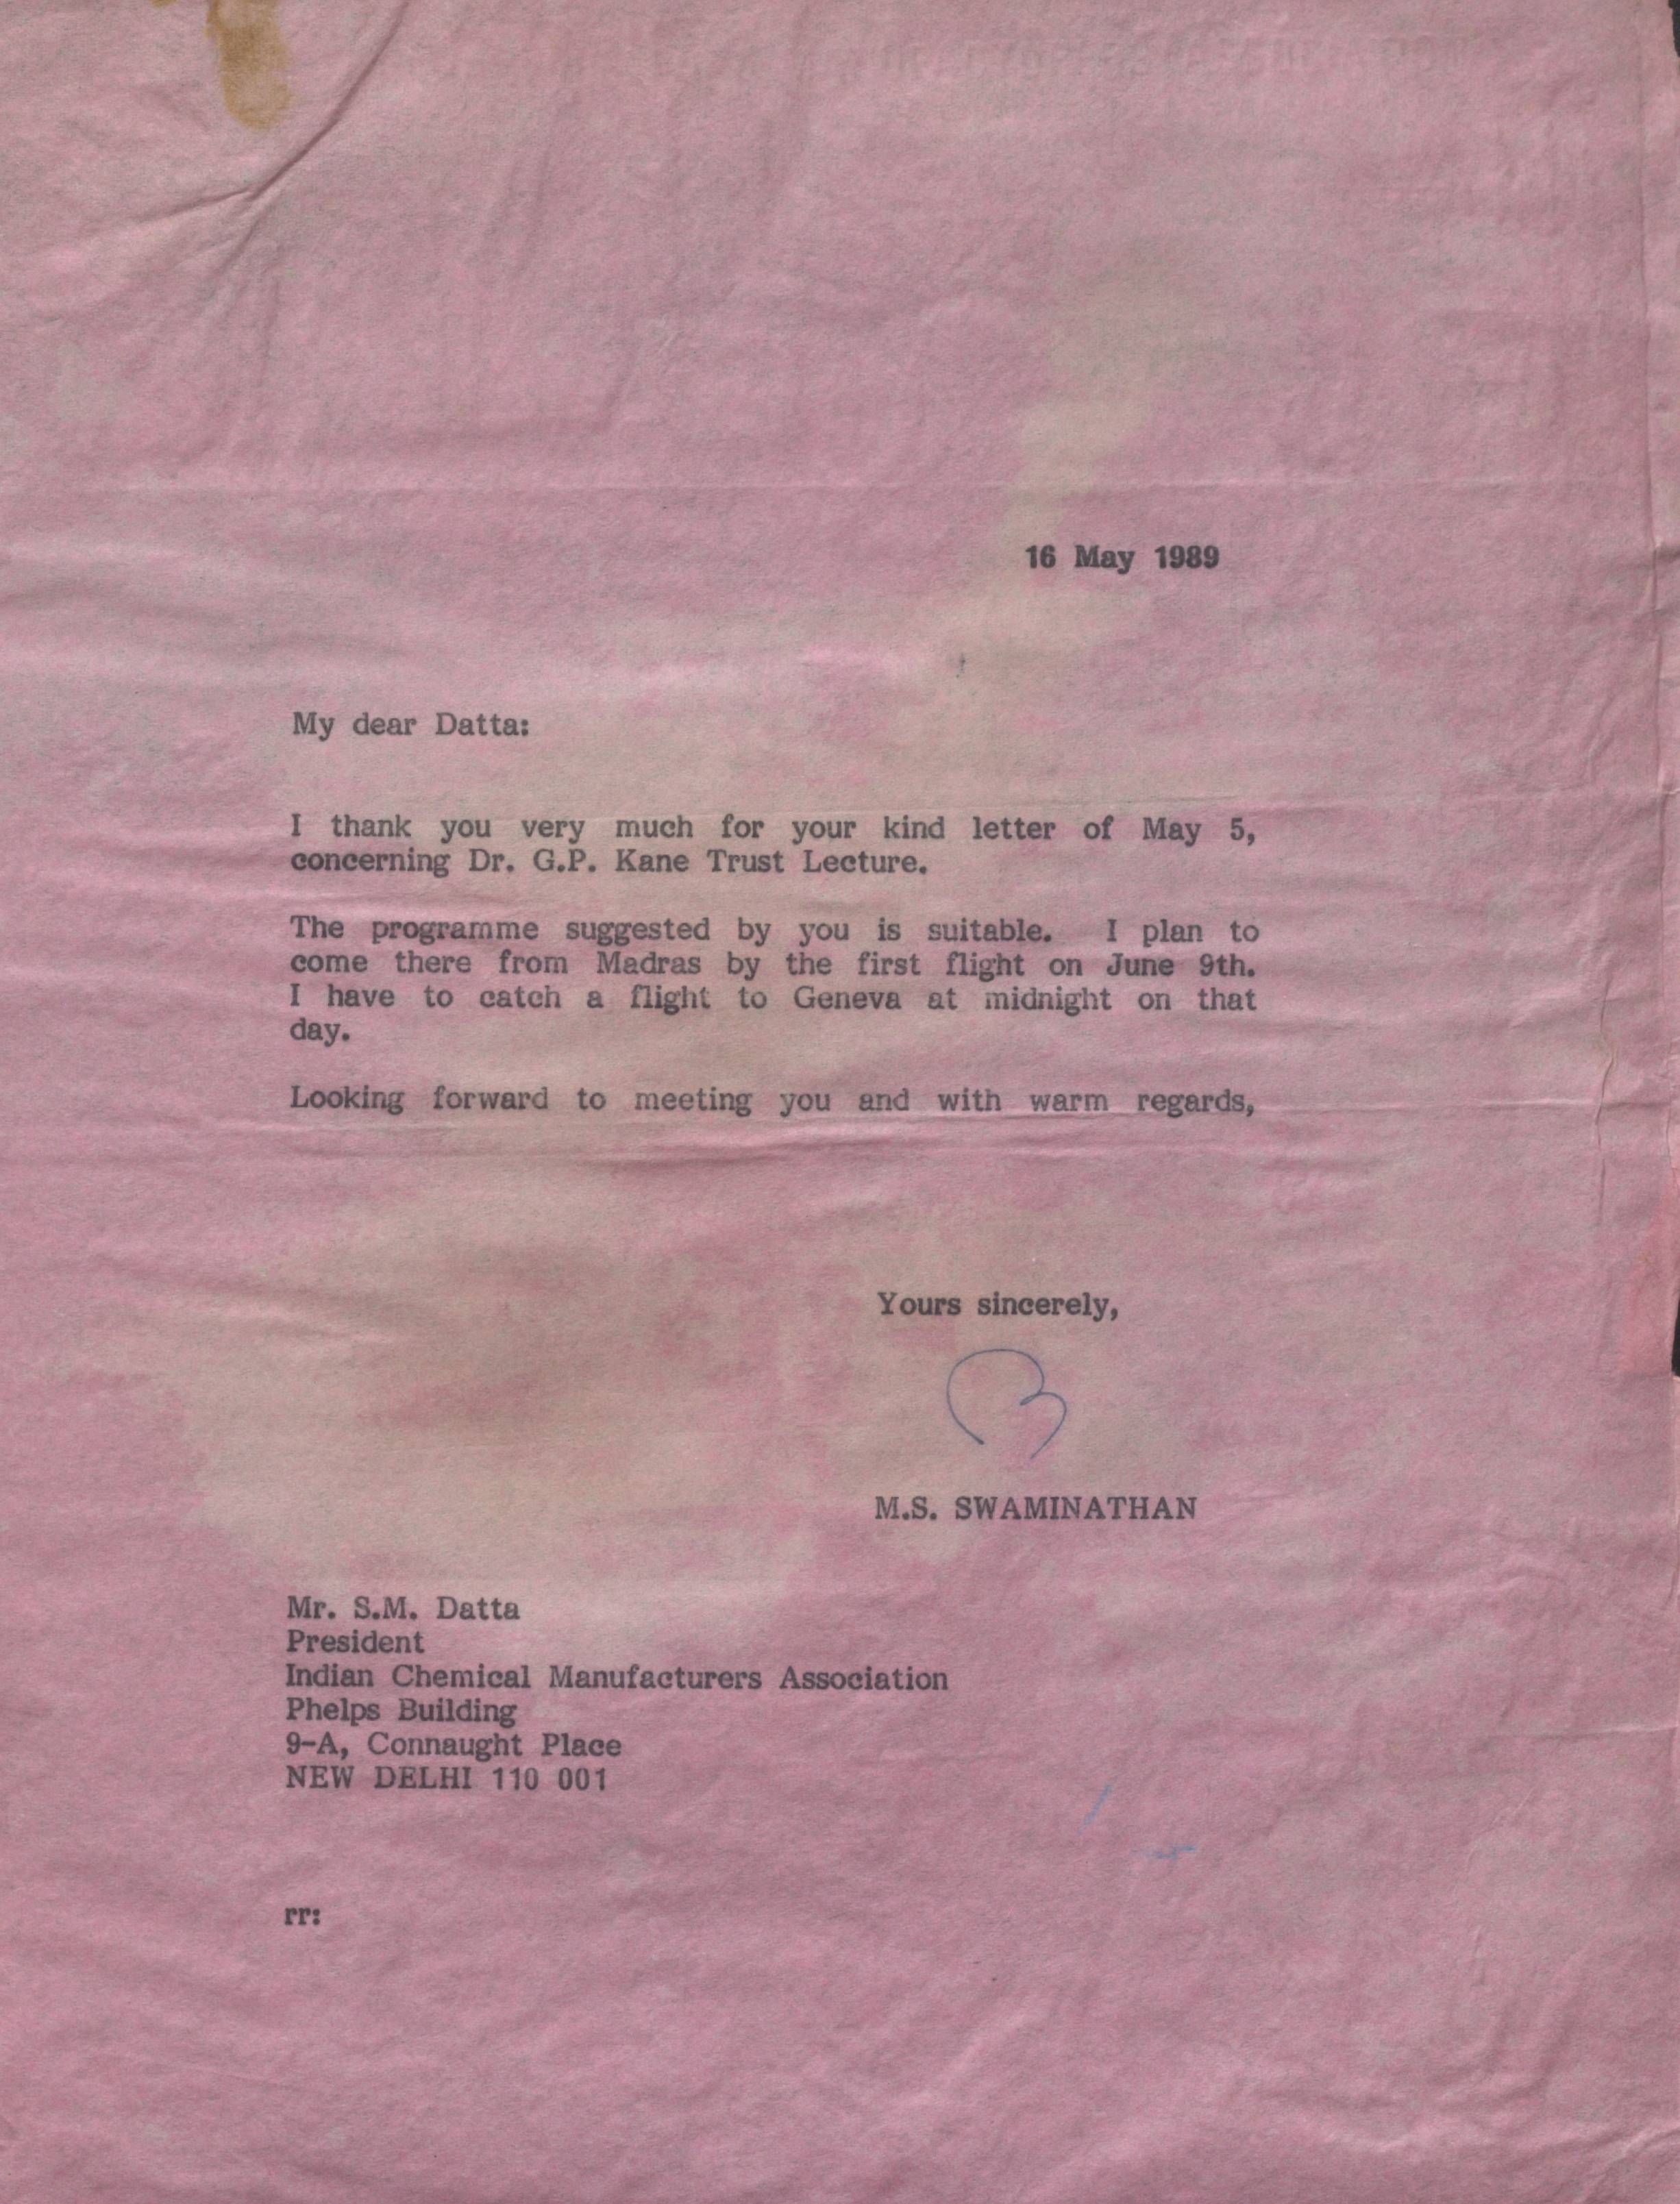 16 May 1989
My dear Datta:
I thank you very much for your kind letter of May 5,
concerning Dr. G.P. Kane Trust Lecture.
The programme suggested by you is suitable. I plan to
come there from Madras by the first flight on June 9th.
I have to catch a flight to Geneva at midnight on that
day.
Looking forward to meeting you and with warm regards,
Yours sincerely,
M.S. SWAMINATHAN
Mr. S.M. Datta
President
Indian Chemical Manufacturers Association
Phelps Building
9-A, Connaught Place
NEW DELHI 110 001
rr: